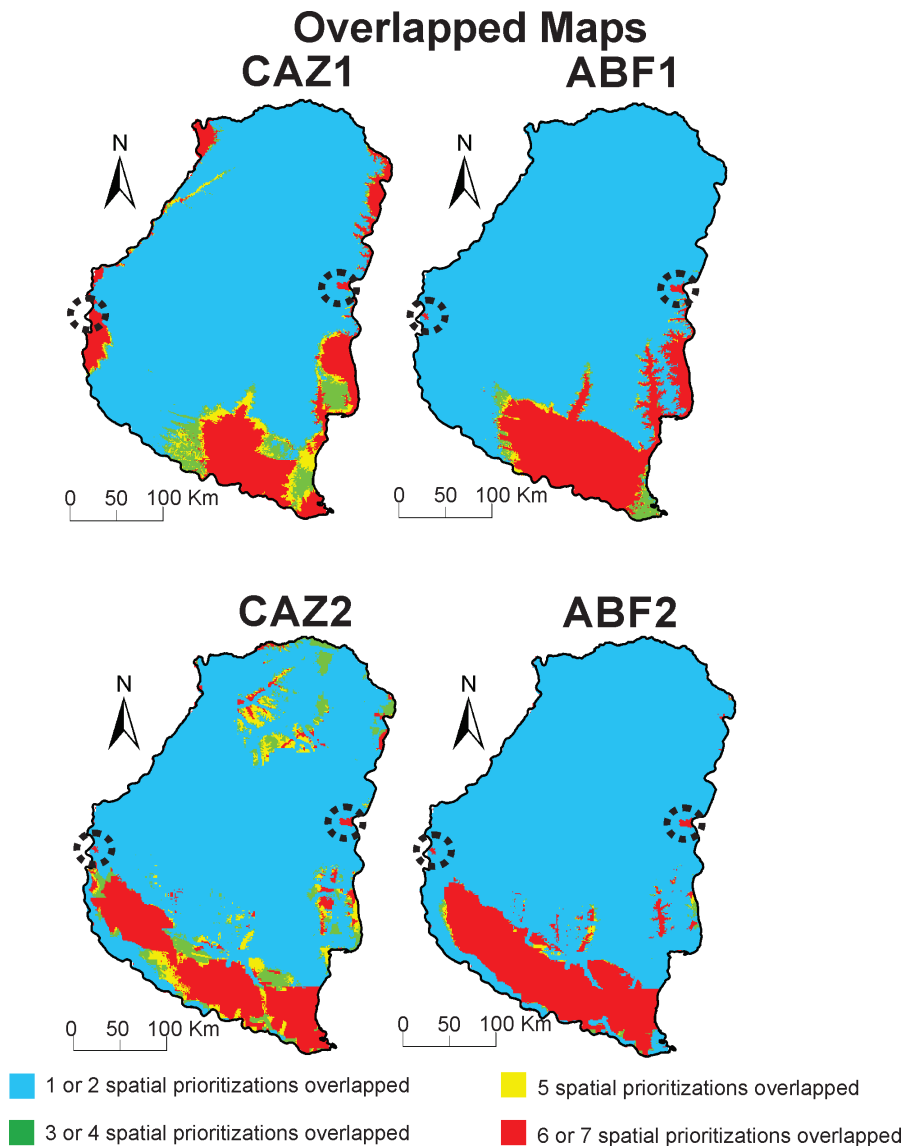 Overlapped Maps
CAZ1 ABF1
N N
0 50 100 Km 0 50 100 Km
CAZ2 ABF2
N N
0 50 100 Km 0 50 100 Km
1 or 2 spatial prioritizations overlapped
5 spatial prioritizations overlapped
3 or 4 spatial prioritizations overlapped
6 or 7 spatial prioritizations overlapped